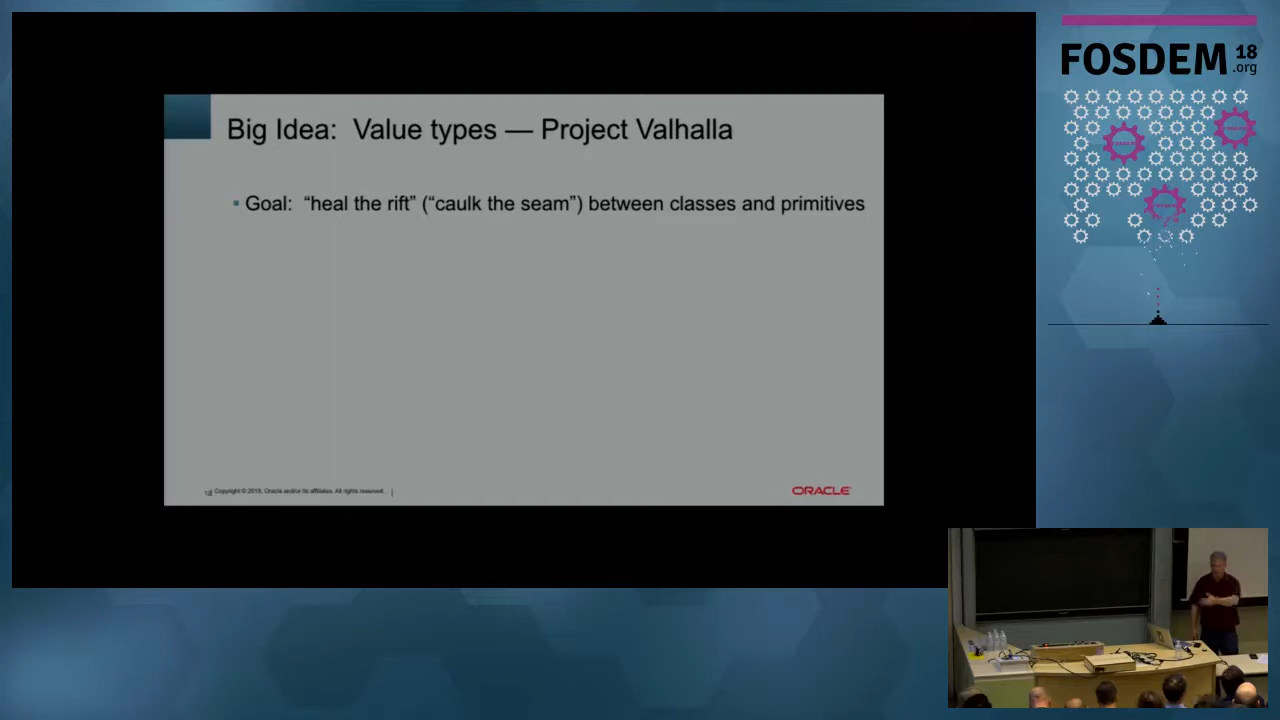 Big Idea: Value types — Project Valhalla
▪ Goal: “heal the rift” (“caulk the seam”) between classes and primitives
Copyright © 2018, Oracle and/or its affiliates. All rights reserved. |
ORACLE
FOSDEM 18
.org